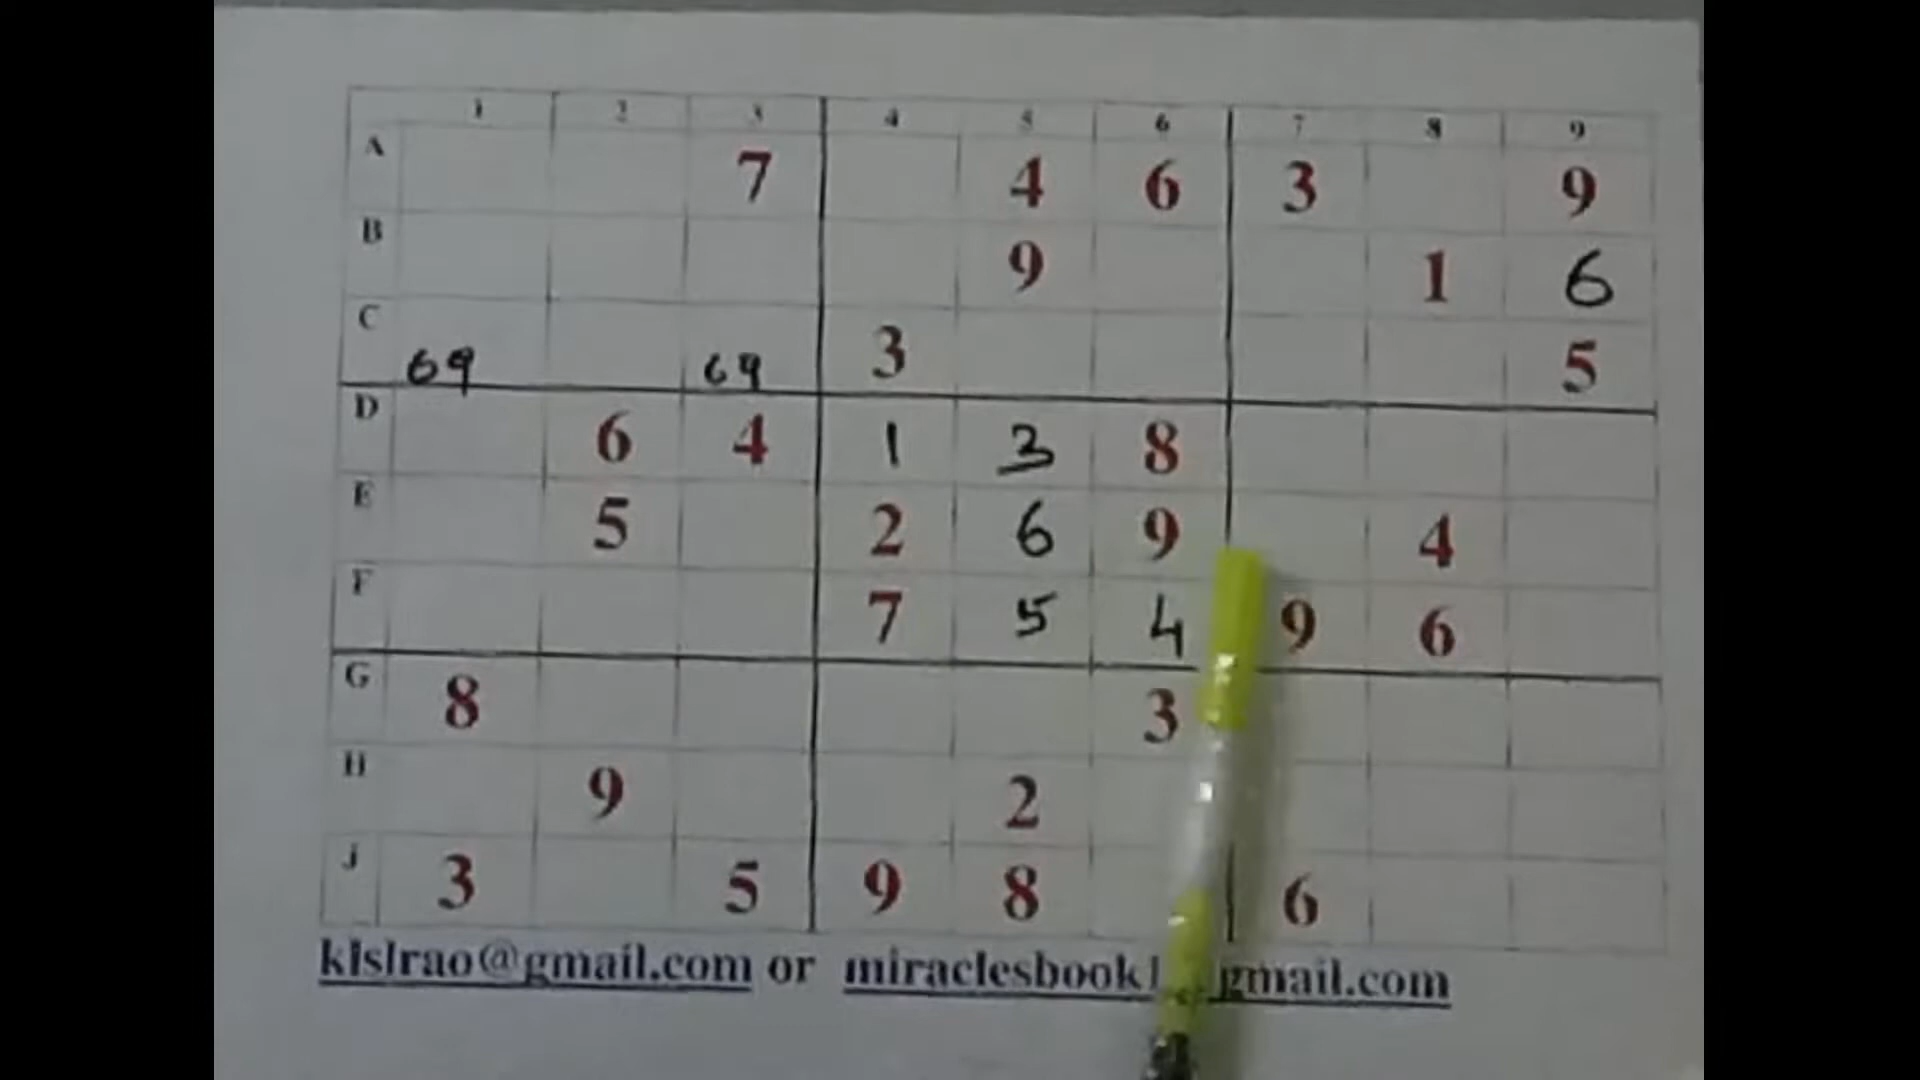 1 2 3 4 5 6 7 8 9
A 7 4 6 3 9
B 9 1 6
C 69 69 3 5
D 6 4 1 3 8
E 5 2 6 9 4
F 7 5 4 9 6
G 8 3
H 9 2
J 3 5 9 8 6
klslrao@gmail.com or miraclesbook1 gmail.com